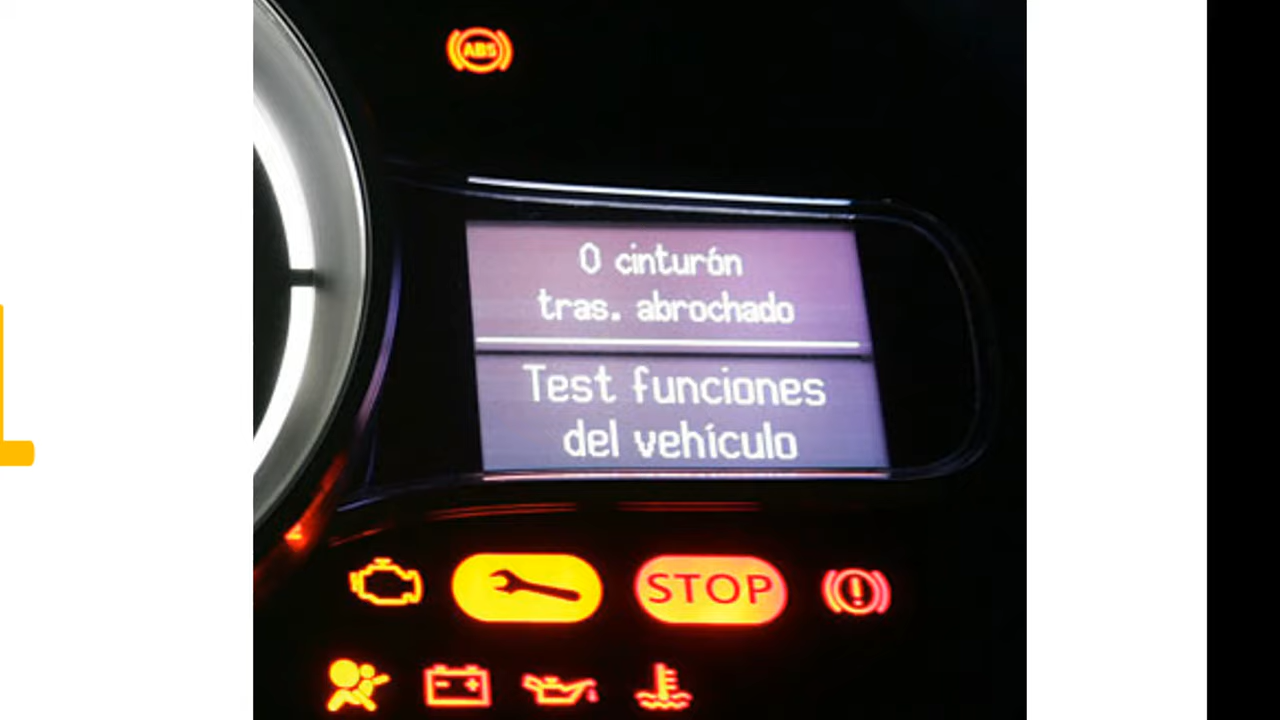 ABS
0 cinturón
tras. abrochado
Test funciones
del vehículo
STOP